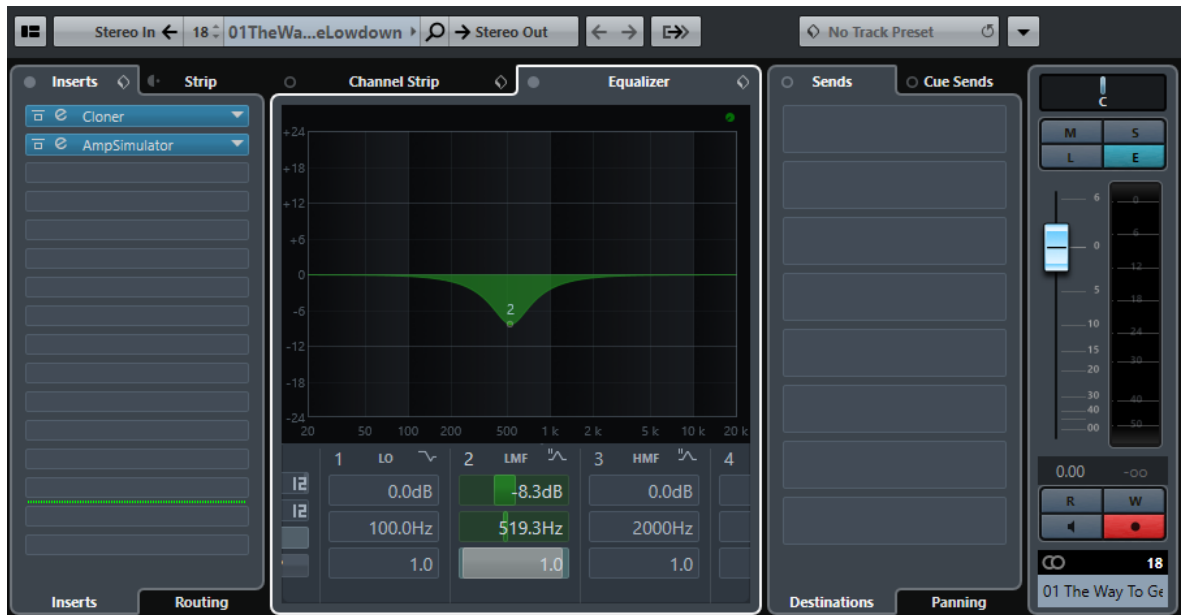 Stereo In 18 01TheWa...eLowdown Stereo Out No Track Preset
Inserts Strip Channel Strip Equalizer Sends Cue Sends
Cloner
AmpSimulator
+24
+18
+12
+6
0
-6
-12
-18
-24
2
20 50 100 200 500 1 k 2 k 5 k 10 k 20 k
1 LO 2 LMF 3 HMF 4
0.0dB -8.3dB 0.0dB
100.0Hz 519.3Hz 2000Hz
1.0 1.0 1.0
12
12
Inserts Routing
Destinations Panning
C
M S
L E
6
0
5
10
15
20
30
40
00
0
6
12
18
24
30
40
50
0.00 -oo
R W
18
01 The Way To Ge